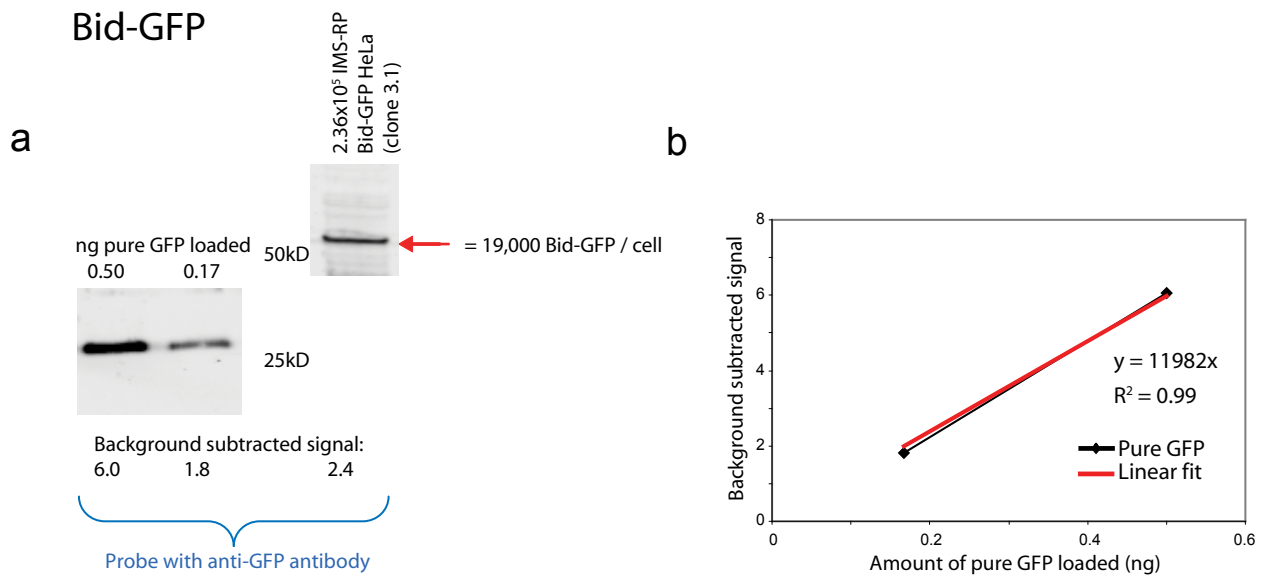 Bid-GFP
a
2.36x10⁵ IMS-RP
Bid-GFP HeLa
(clone 3.1)
ng pure GFP loaded
0.50 0.17
50kD
= 19,000 Bid-GFP / cell
25kD
Background subtracted signal:
6.0 1.8 2.4
Probe with anti-GFP antibody
b
Background subtracted signal
8
6
4
2
0
0 0.2 0.4 0.6
Amount of pure GFP loaded (ng)
y = 11982x
R² = 0.99
Pure GFP
Linear fit